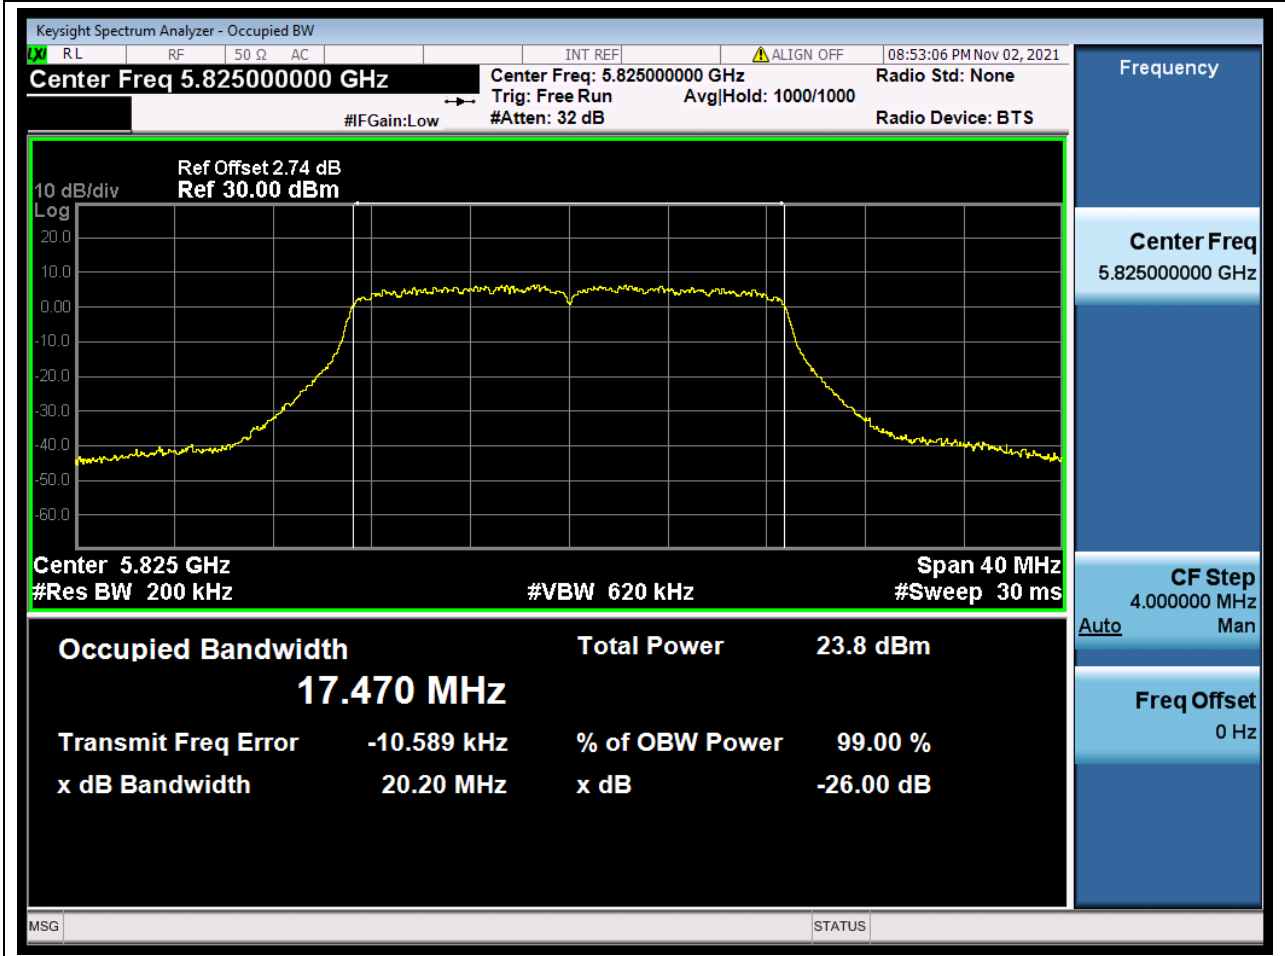 Keysight Spectrum Analyzer - Occupied BW
LXI RL RF 50 Ω AC INT REF ALIGN OFF 08:53:06 PM Nov 02, 2021
Center Freq 5.825000000 GHz
Center Freq: 5.825000000 GHz
Radio Std: None
Trig: Free Run Avg|Hold: 1000/1000
#IFGain:Low
#Atten: 32 dB
Radio Device: BTS
Ref Offset 2.74 dB
10 dB/div Ref 30.00 dBm
Log
20.0
10.0
0.00
-10.0
-20.0
-30.0
-40.0
-50.0
-60.0
Center 5.825 GHz Span 40 MHz
#Res BW 200 kHz #VBW 620 kHz #Sweep 30 ms
Occupied Bandwidth Total Power 23.8 dBm
17.470 MHz
Transmit Freq Error -10.589 kHz % of OBW Power 99.00 %
x dB Bandwidth 20.20 MHz x dB -26.00 dB
Frequency
Center Freq
5.825000000 GHz
CF Step
4.000000 MHz
Auto Man
Freq Offset
0 Hz
MSG STATUS